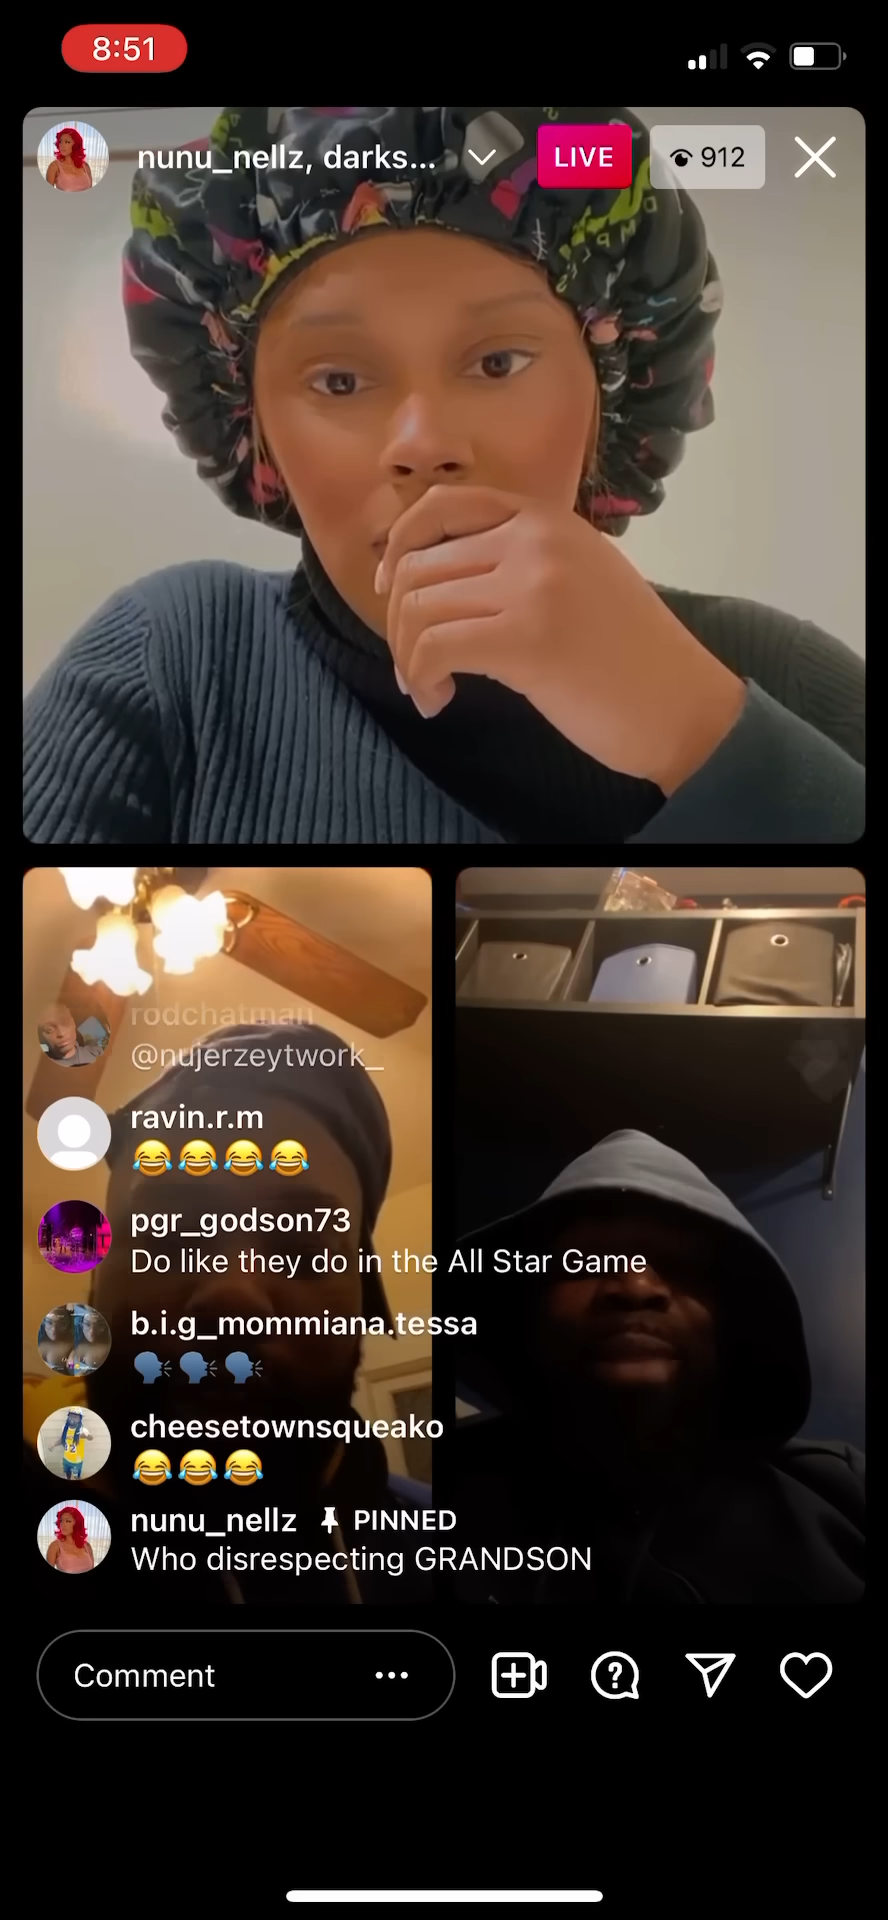 8:51
nunu_nellz, darks...
LIVE
912
rodchatman
@nujerzeytwork_
ravin.r.m
😂😂😂😂
pgr_godson73
Do like they do in the All Star Game
b.i.g_mommiana.tessa
🗣🗣🗣
cheesetownsqueako
😂😂😂
nunu_nellz PINNED
Who disrespecting GRANDSON
Comment